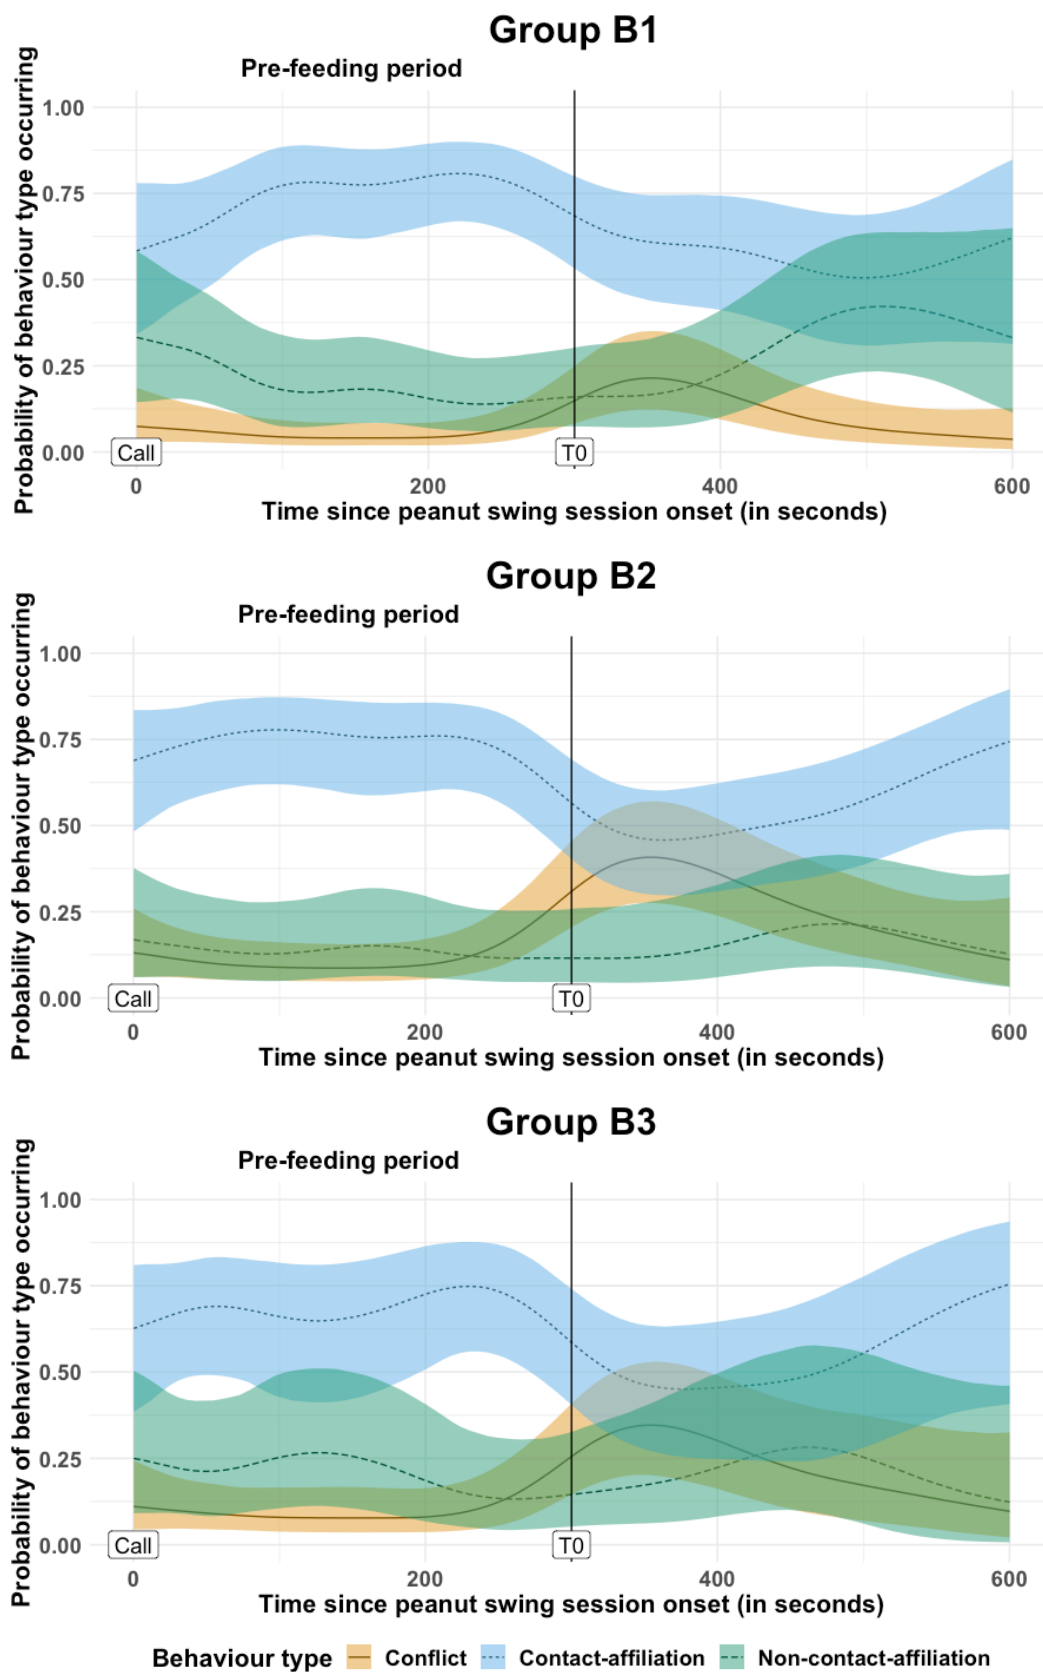 Group B1
Pre-feeding period
Probability of behaviour type occurring
1.00
0.75
0.50
0.25
0.00
Call
T0
0 200 400 600
Time since peanut swing session onset (in seconds)
Group B2
Pre-feeding period
Probability of behaviour type occurring
1.00
0.75
0.50
0.25
0.00
Call
T0
0 200 400 600
Time since peanut swing session onset (in seconds)
Group B3
Pre-feeding period
Probability of behaviour type occurring
1.00
0.75
0.50
0.25
0.00
Call
T0
0 200 400 600
Time since peanut swing session onset (in seconds)
Behaviour type Conflict Contact-affiliation Non-contact-affiliation